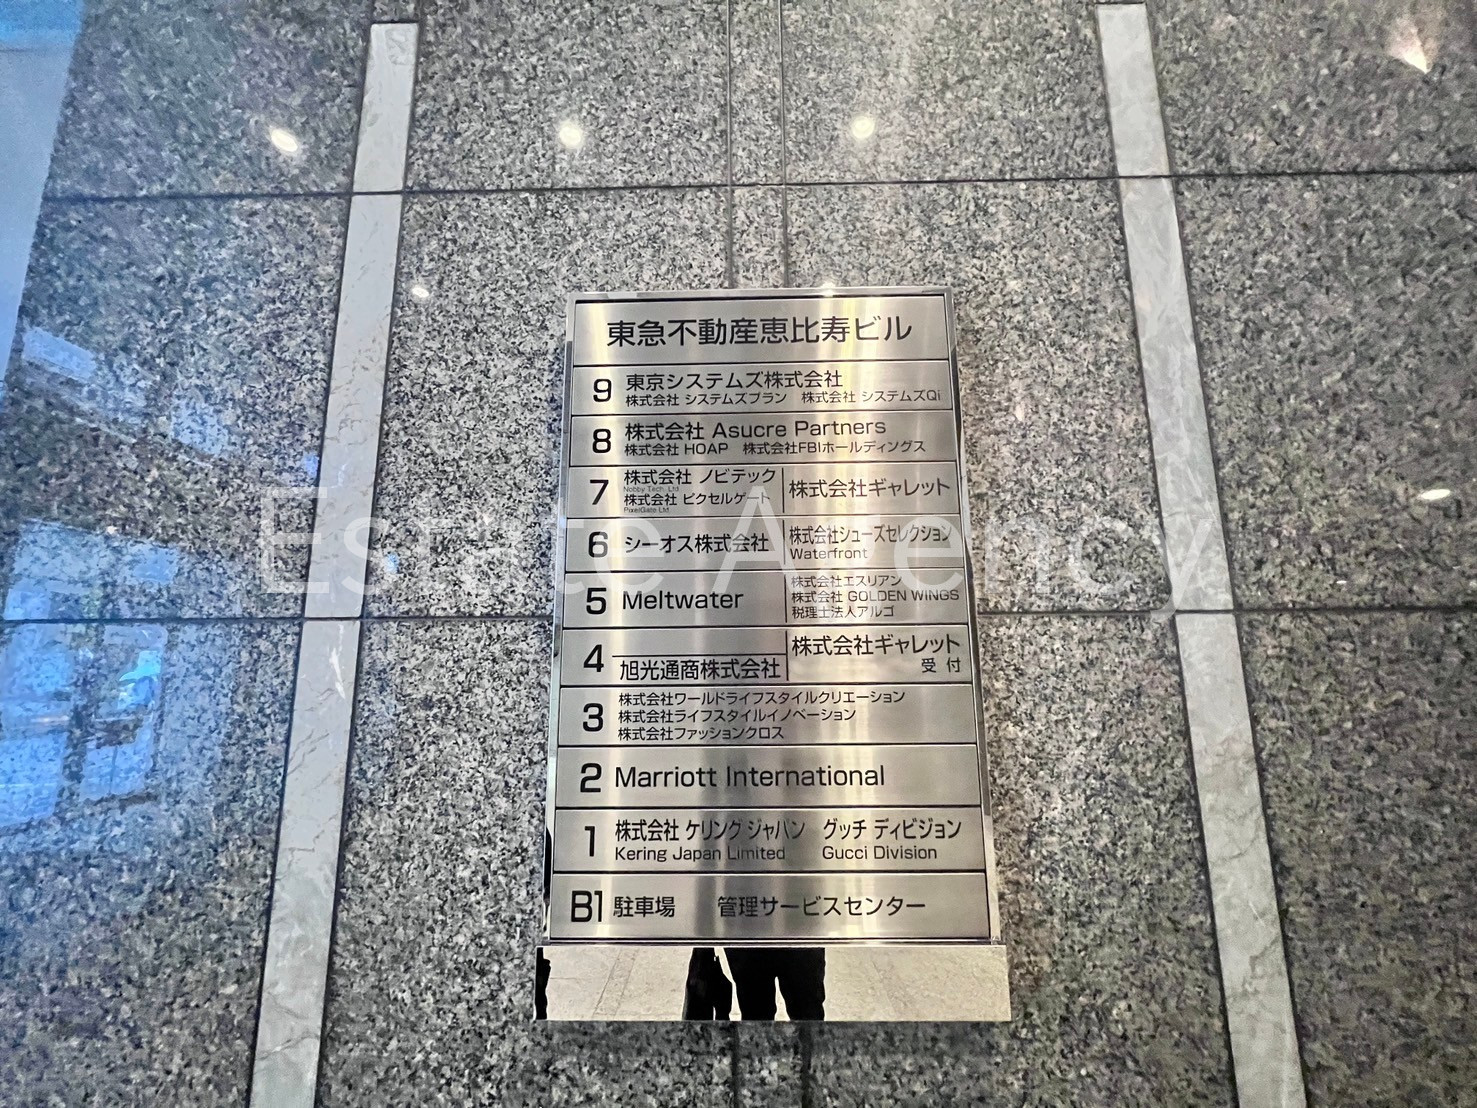 東急不動産恵比寿ビル
9 東京システムズ株式会社
株式会社 システムズプラン 株式会社 システムズQi
8 株式会社 Asucre Partners
株式会社 HOAP 株式会社FBIホールディングス
7 株式会社 ノビテック
Nobby Tech. Ltd.
株式会社 ピクセルゲート
PixelGate Ltd.
株式会社ギャレット
6 シーオス株式会社
株式会社シューズセレクション
Waterfront
5 Meltwater
株式会社エスリアン
株式会社 GOLDEN WINGS
税理士法人アルゴ
4 旭光通商株式会社
株式会社ギャレット
受付
3 株式会社ワールドライフスタイルクリエーション
株式会社ライフスタイルイノベーション
株式会社ファッションクロス
2 Marriott International
1 株式会社 ケリング ジャパン グッチ ディビジョン
Kering Japan Limited Gucci Division
B1 駐車場 管理サービスセンター
Estate Agency